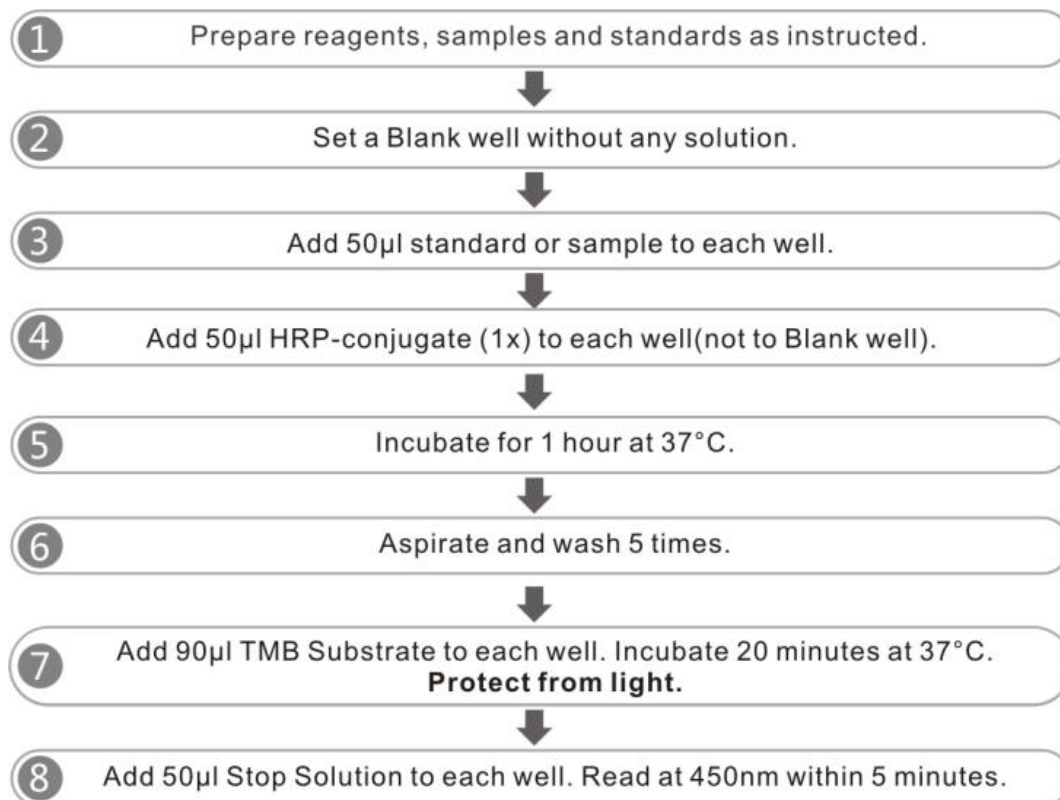 1 Prepare reagents, samples and standards as instructed.
2 Set a Blank well without any solution.
3 Add 50µl standard or sample to each well.
4 Add 50µl HRP-conjugate (1x) to each well(not to Blank well).
5 Incubate for 1 hour at 37°C.
6 Aspirate and wash 5 times.
7 Add 90µl TMB Substrate to each well. Incubate 20 minutes at 37°C.
Protect from light.
8 Add 50µl Stop Solution to each well. Read at 450nm within 5 minutes.